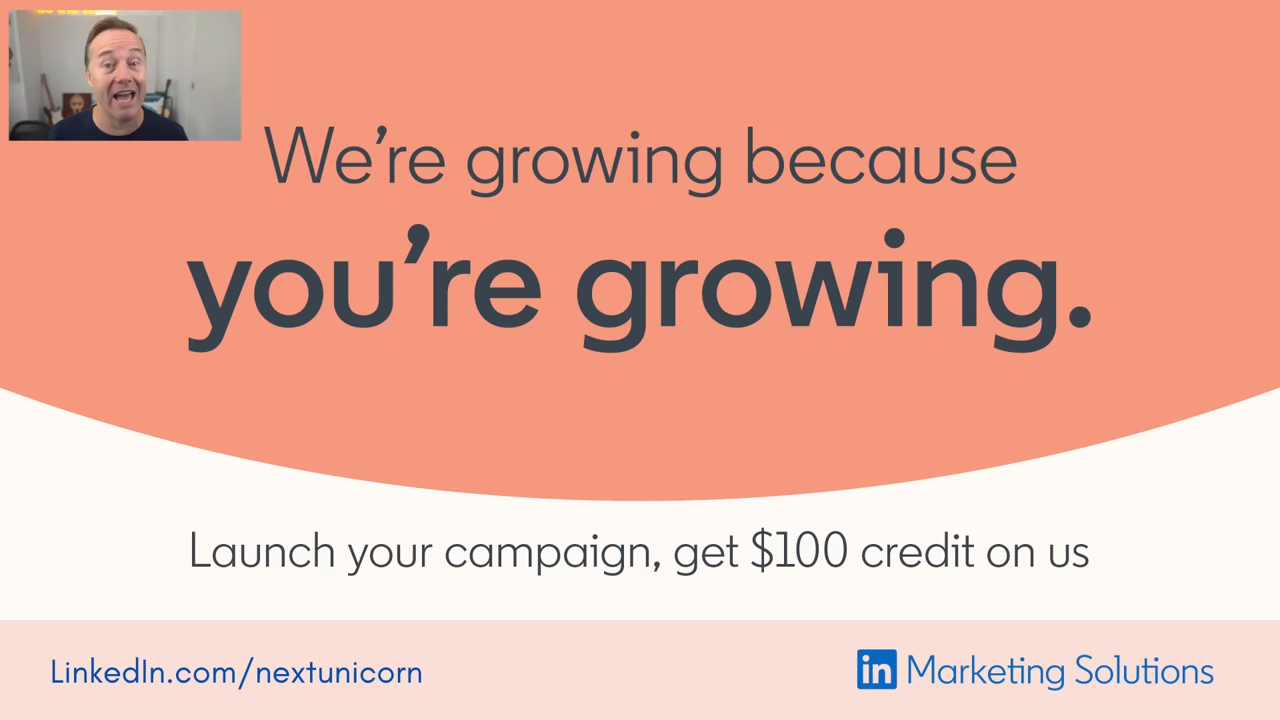 We're growing because
you're growing.
Launch your campaign, get $100 credit on us
LinkedIn.com/nextunicorn
in Marketing Solutions